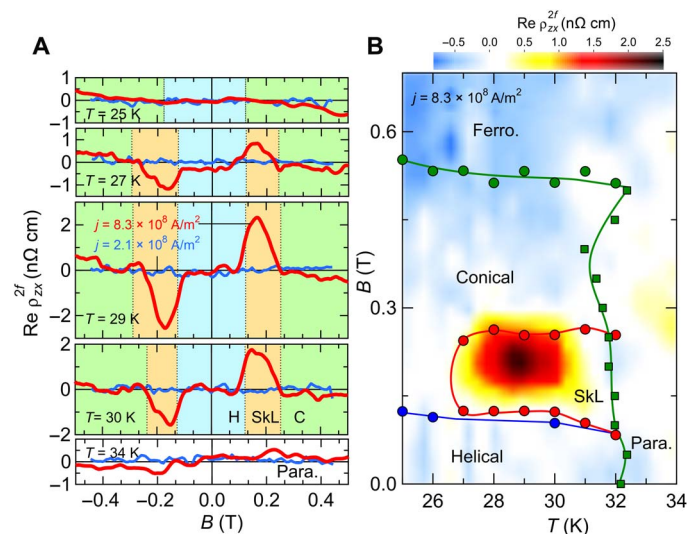 A
Re ρzx2f (nΩ cm)
1
0
−1
T = 25 K
1
0
−1
T = 27 K
2
0
−2
j = 8.3 × 10⁸ A/m²
j = 2.1 × 10⁸ A/m²
T = 29 K
2
0
−2
T= 30 K
H SkL C
1
0
−1
T = 34 K
Para.
−0.4 −0.2 0.0 0.2 0.4
B (T)
B
Re ρzx2f (nΩ cm)
−0.5 0.0 0.5 1.0 1.5 2.0 2.5
j = 8.3 × 10⁸ A/m²
Ferro.
0.6
Conical
B (T)
0.3
SkL
Helical
Para.
0.0
26 28 30 32 34
T (K)